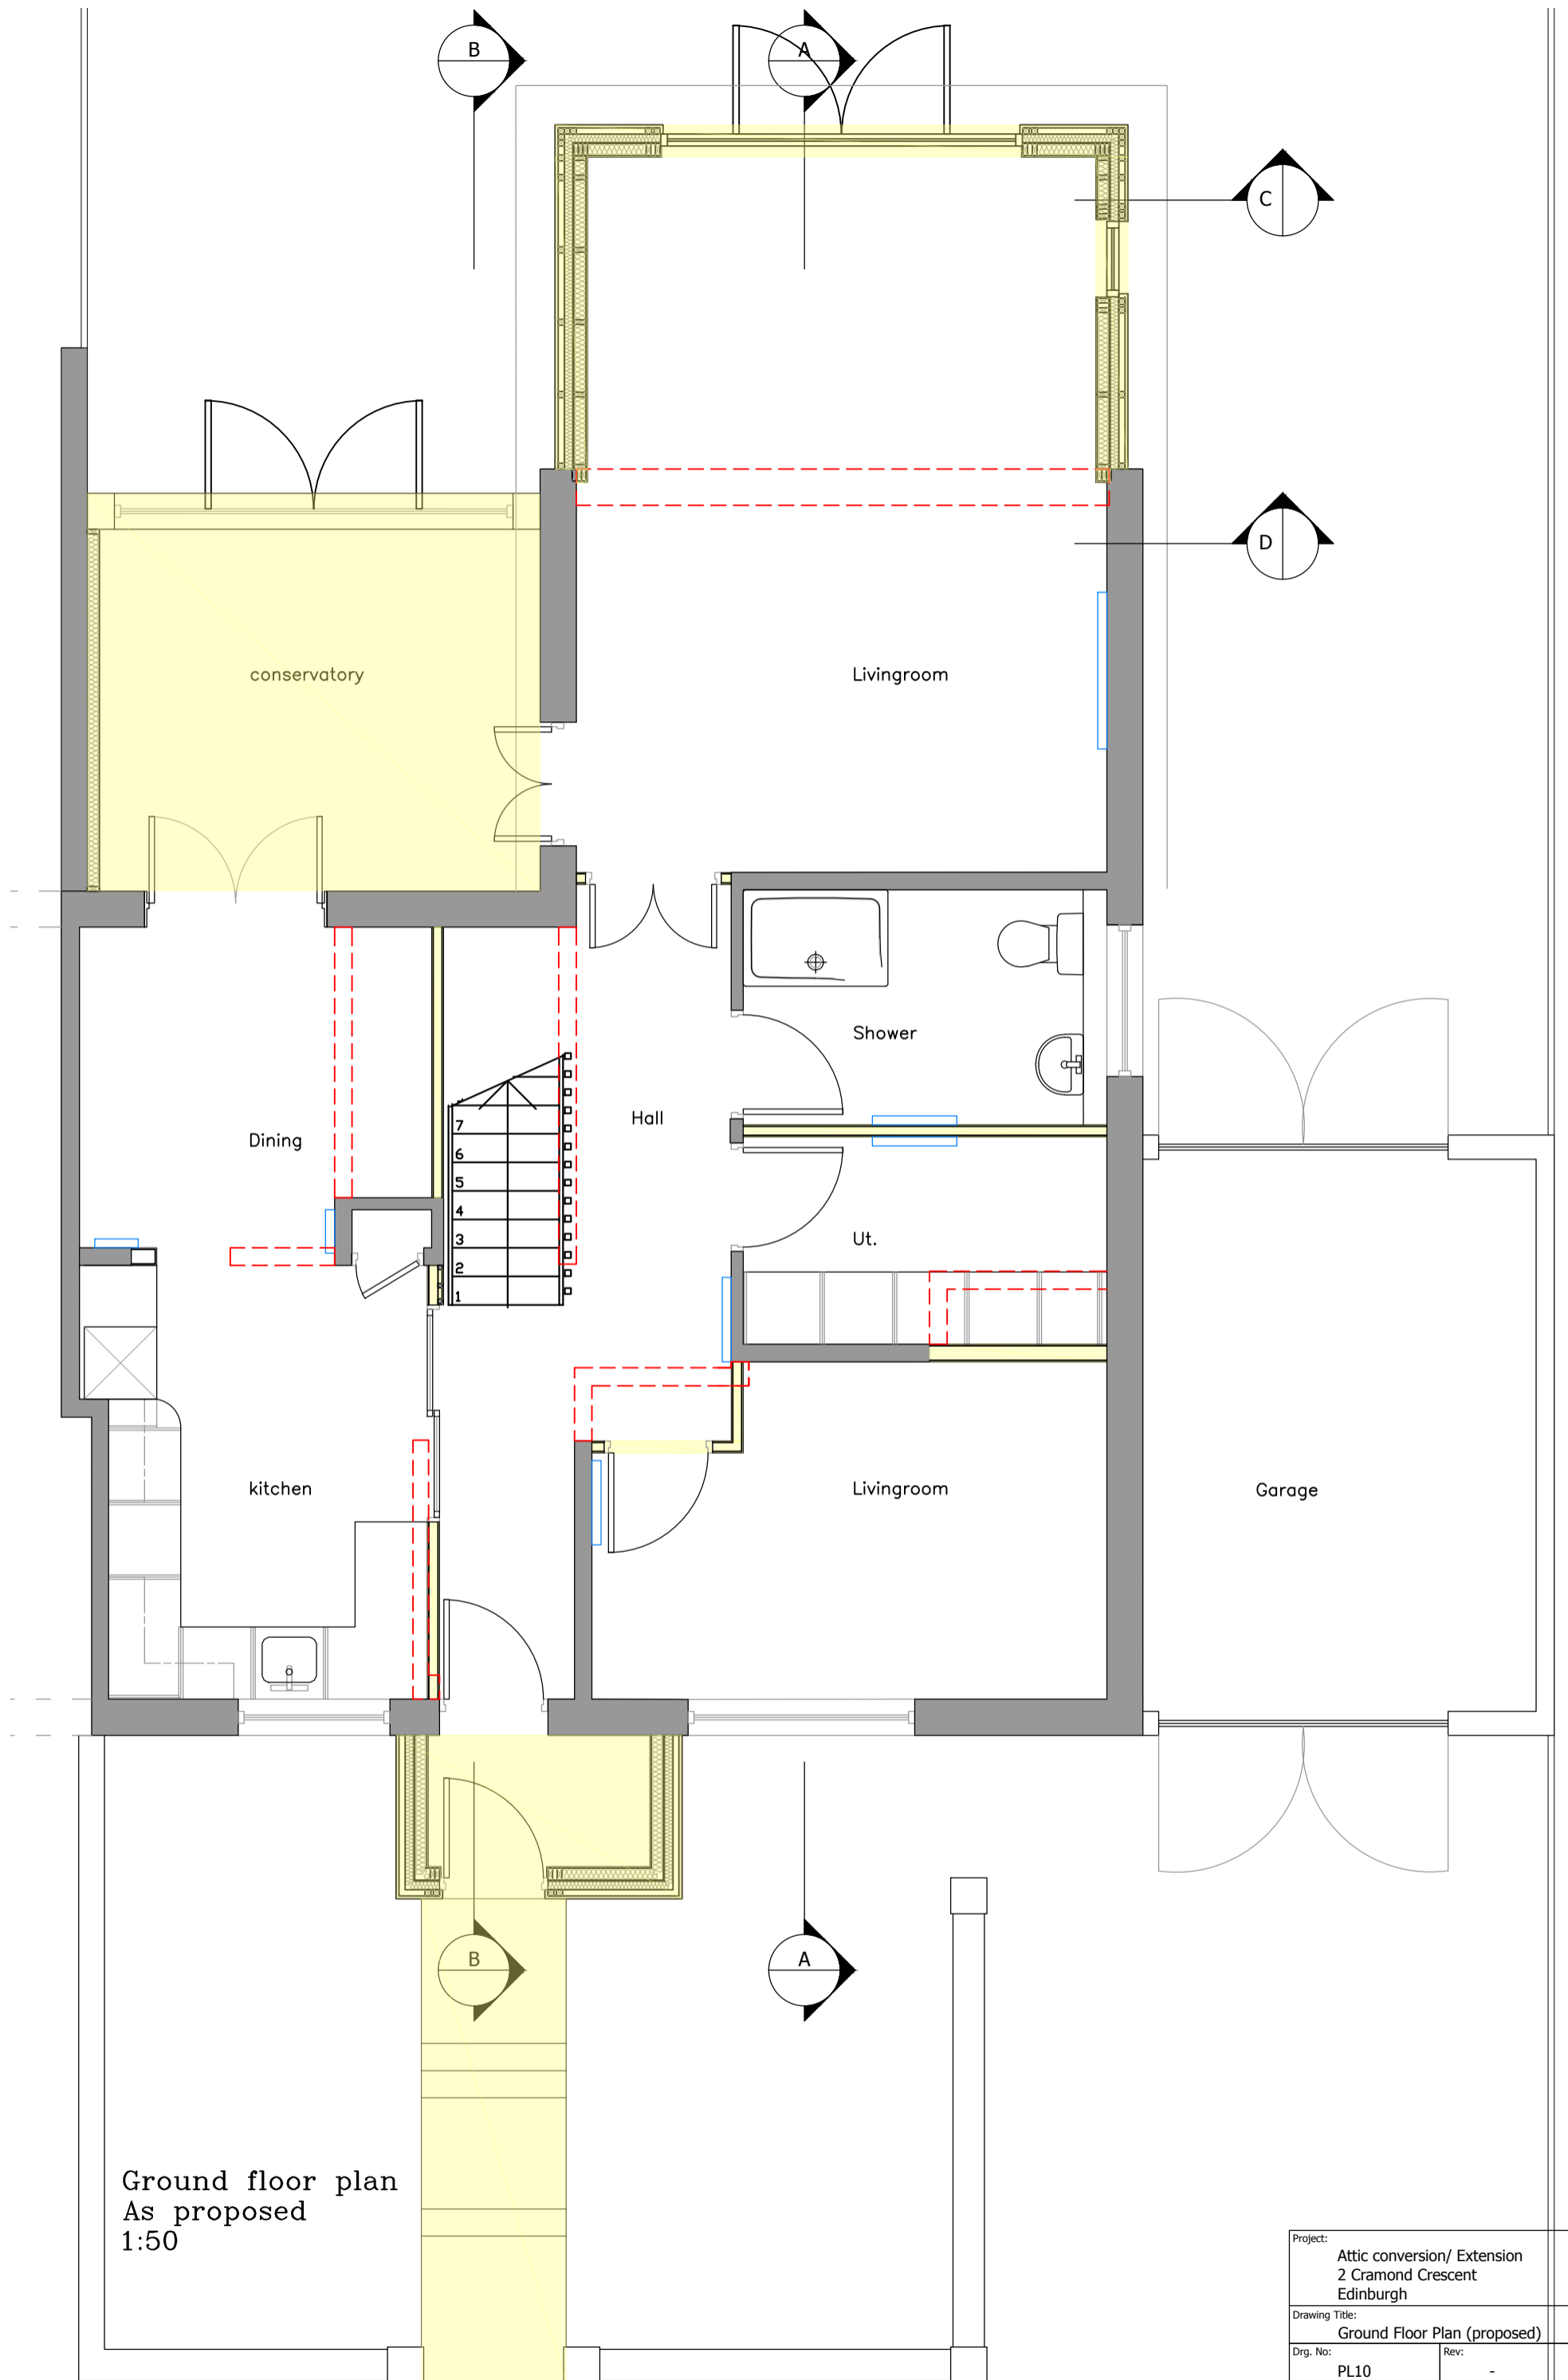 B
A
C
D
conservatory
Livingroom
Shower
Hall
Dining
7
6
5
4
3
2
1
Ut.
kitchen
Livingroom
Garage
B
A
Ground floor plan
As proposed
1:50
Project:
Attic conversion/ Extension
2 Cramond Crescent
Edinburgh
Drawing Title:
Ground Floor Plan (proposed)
Drg. No:
Rev:
PL10
-